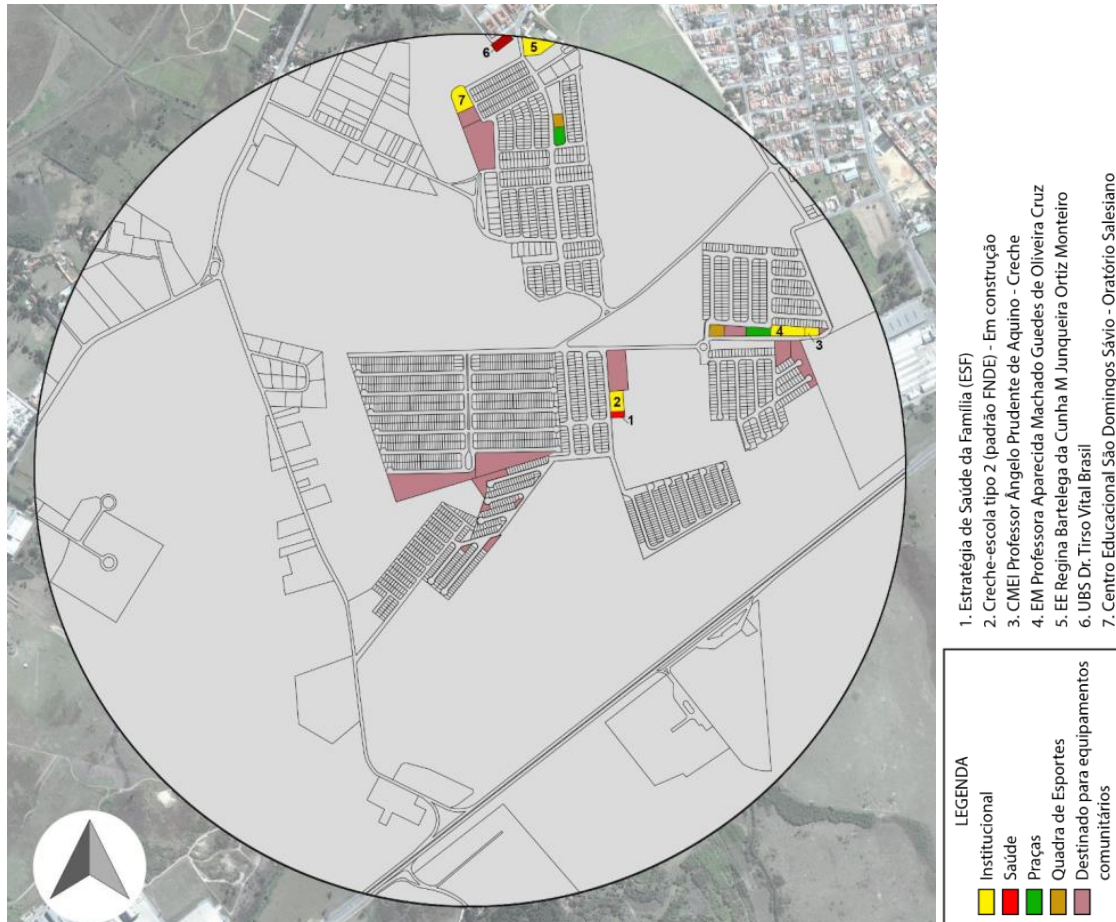 6
5
7
4
3
2
1
1. Estratégia de Saúde da Família (ESF)
2. Creche-escola tipo 2 (padrão FNDE) - Em construção
3. CMEI Professor Ângelo Prudente de Aquino - Creche
4. EM Professora Aparecida Machado Guedes de Oliveira Cruz
5. EE Regina Bartelega da Cunha M Junqueira Ortiz Monteiro
6. UBS Dr. Tirso Vital Brasil
7. Centro Educacional São Domingos Sávio - Oratório Salesiano
LEGENDA
Institucional
Saúde
Praças
Quadra de Esportes
Destinado para equipamentos
comunitários